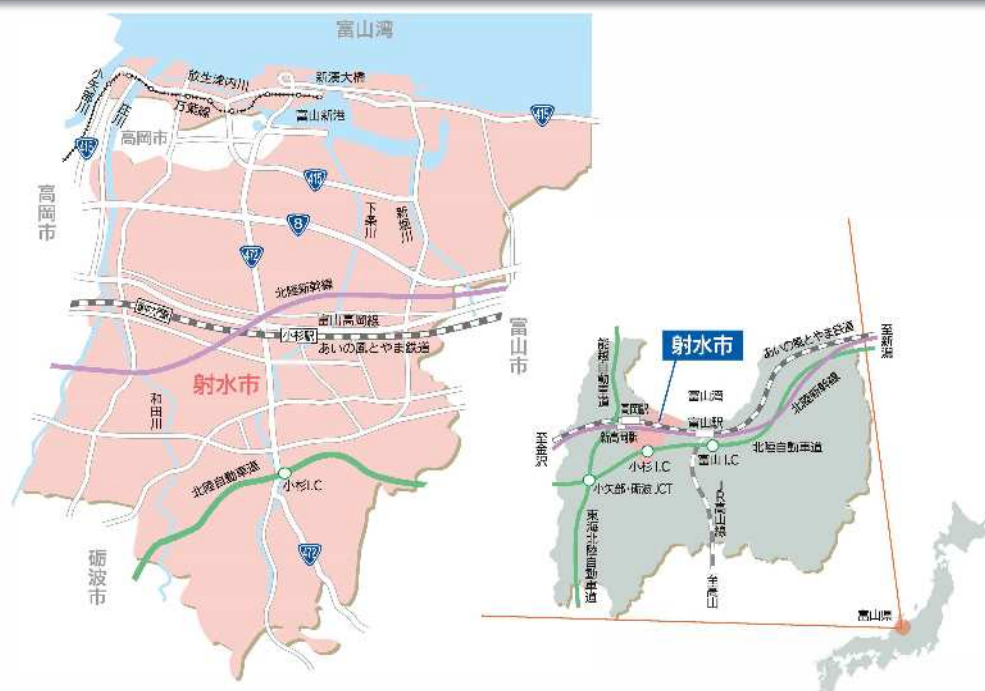 富山湾
放生津内川
新湊大橋
小矢部川
庄川
万葉線
富山新港
415
高岡市
415
415
高岡市
8
下条川
新堀川
472
北陸新幹線
富山高岡線
小杉駅
あいの風とやま鉄道
富山市
射水市
和田川
北陸自動車道
小杉I.C
472
砺波市
能越自動車道
射水市
あいの風とやま鉄道
至新潟
富山湾
北陸新幹線
高岡駅
富山駅
至金沢
新高岡駅
北陸自動車道
小杉I.C
富山I.C
小矢部・砺波JCT
JR高山線
東海北陸自動車道
至高山
富山県